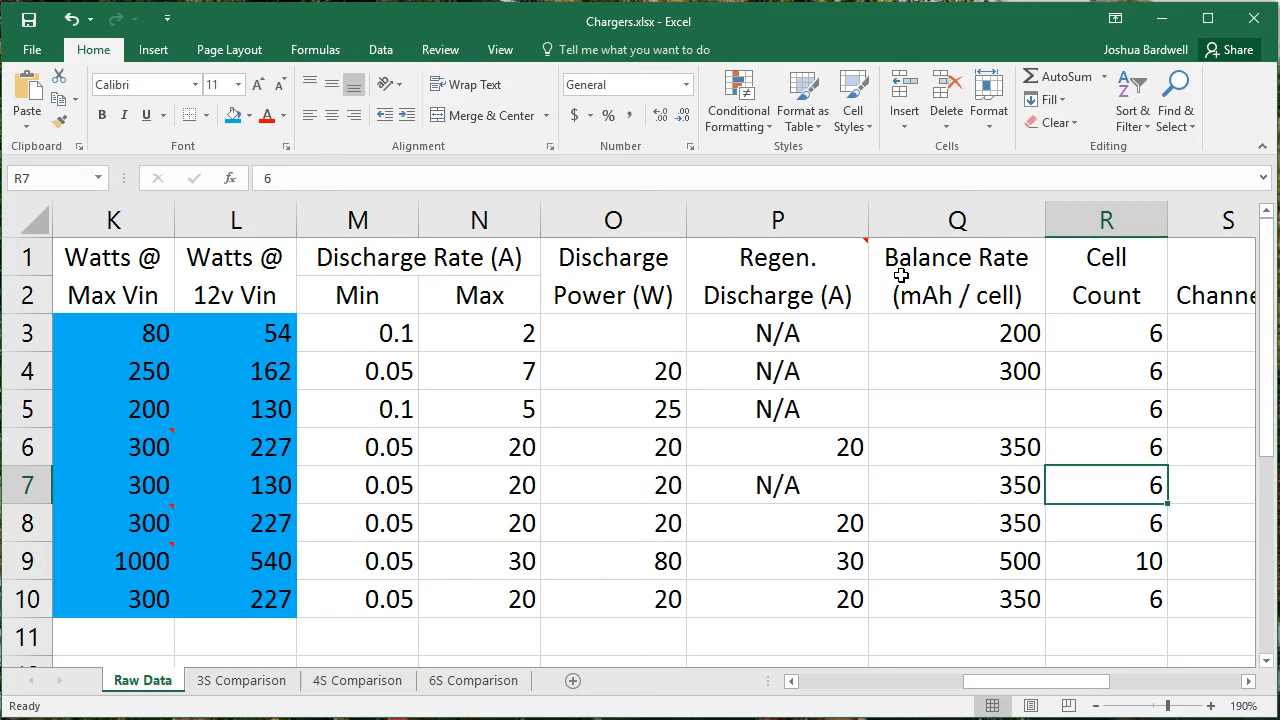 Chargers.xlsx - Excel
File Home Insert Page Layout Formulas Data Review View Tell me what you want to do Joshua Bardwell Share
Paste
Clipboard
Calibri 11
B I U A
Font
Wrap Text
Merge & Center
Alignment
General
$ % ,
Number
Conditional Formatting
Format as Table
Cell Styles
Styles
Insert Delete Format
Cells
AutoSum
Fill
Clear
Sort & Filter
Find & Select
Editing
R7 fx 6
K L M N O P Q R S
1 Watts @ Watts @ Discharge Rate (A) Discharge Regen. Balance Rate Cell
2 Max Vin 12v Vin Min Max Power (W) Discharge (A) (mAh / cell) Count Channe
3 80 54 0.1 2 N/A 200 6
4 250 162 0.05 7 20 N/A 300 6
5 200 130 0.1 5 25 N/A 6
6 300 227 0.05 20 20 20 350 6
7 300 130 0.05 20 20 N/A 350 6
8 300 227 0.05 20 20 20 350 6
9 1000 540 0.05 30 80 30 500 10
10 300 227 0.05 20 20 20 350 6
11
Raw Data 3S Comparison 4S Comparison 6S Comparison
Ready 190%